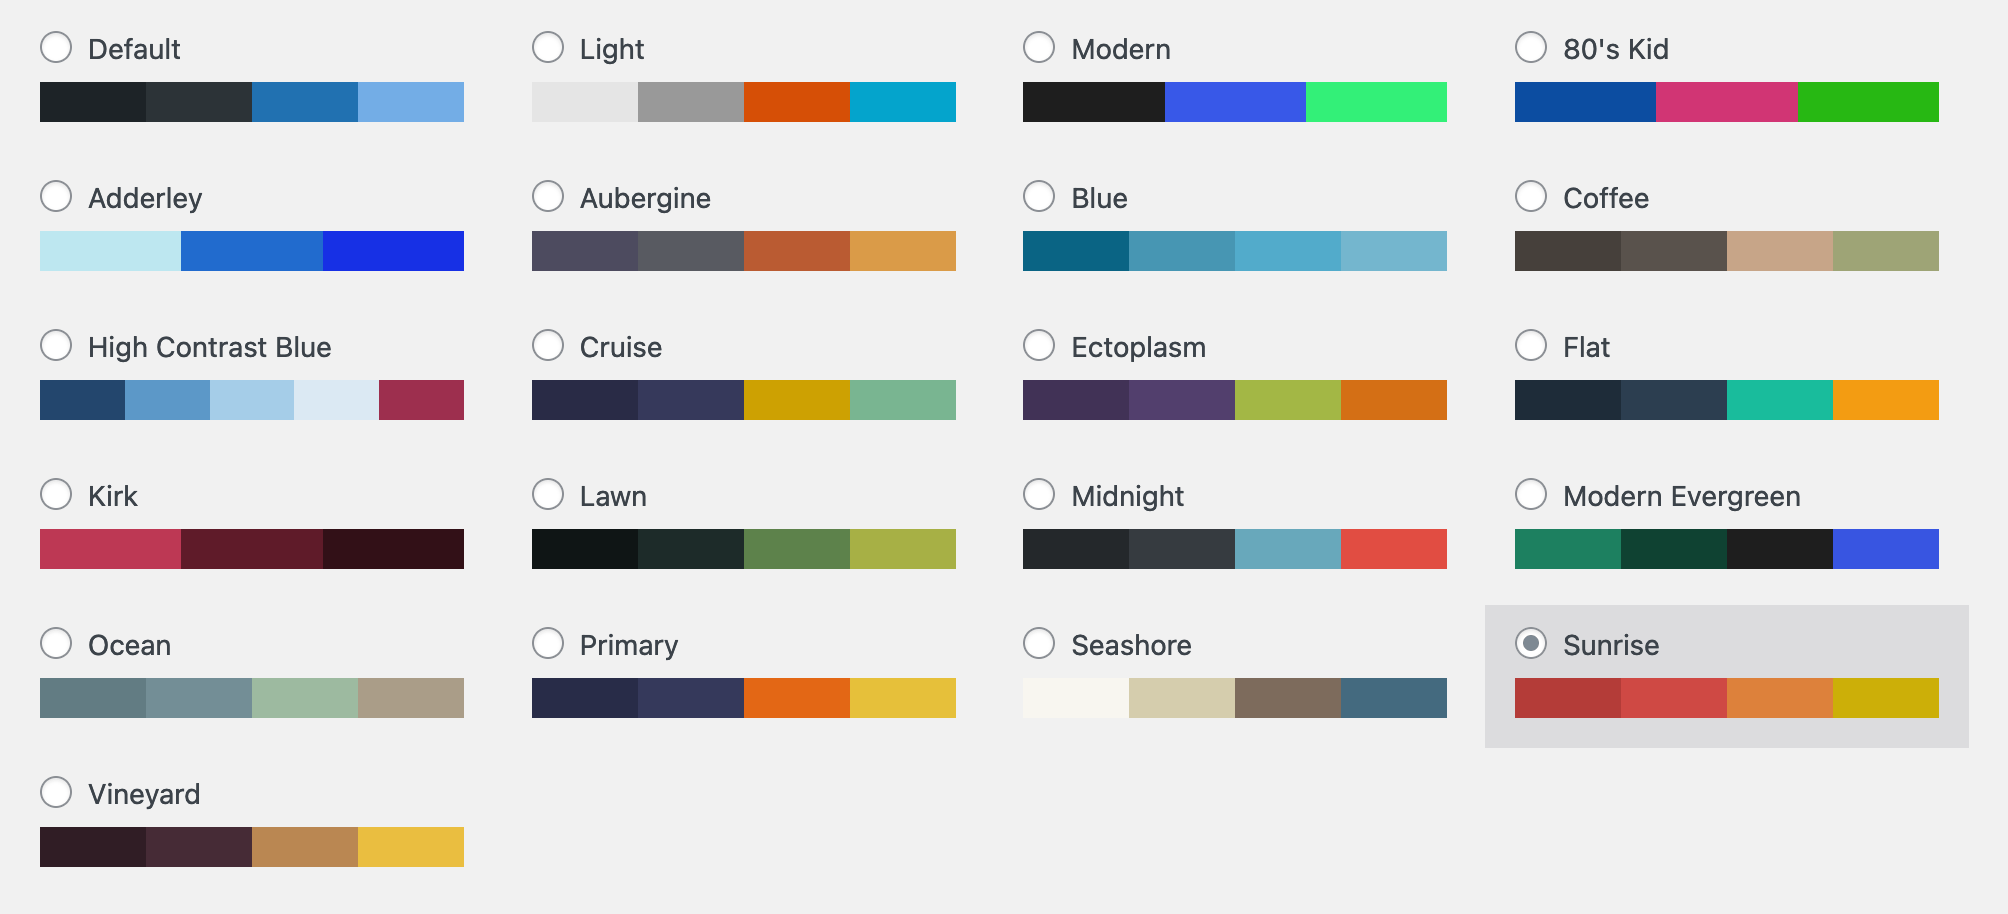 Default
Light
Modern
80's Kid
Adderley
Aubergine
Blue
Coffee
High Contrast Blue
Cruise
Ectoplasm
Flat
Kirk
Lawn
Midnight
Modern Evergreen
Ocean
Primary
Seashore
Sunrise
Vineyard